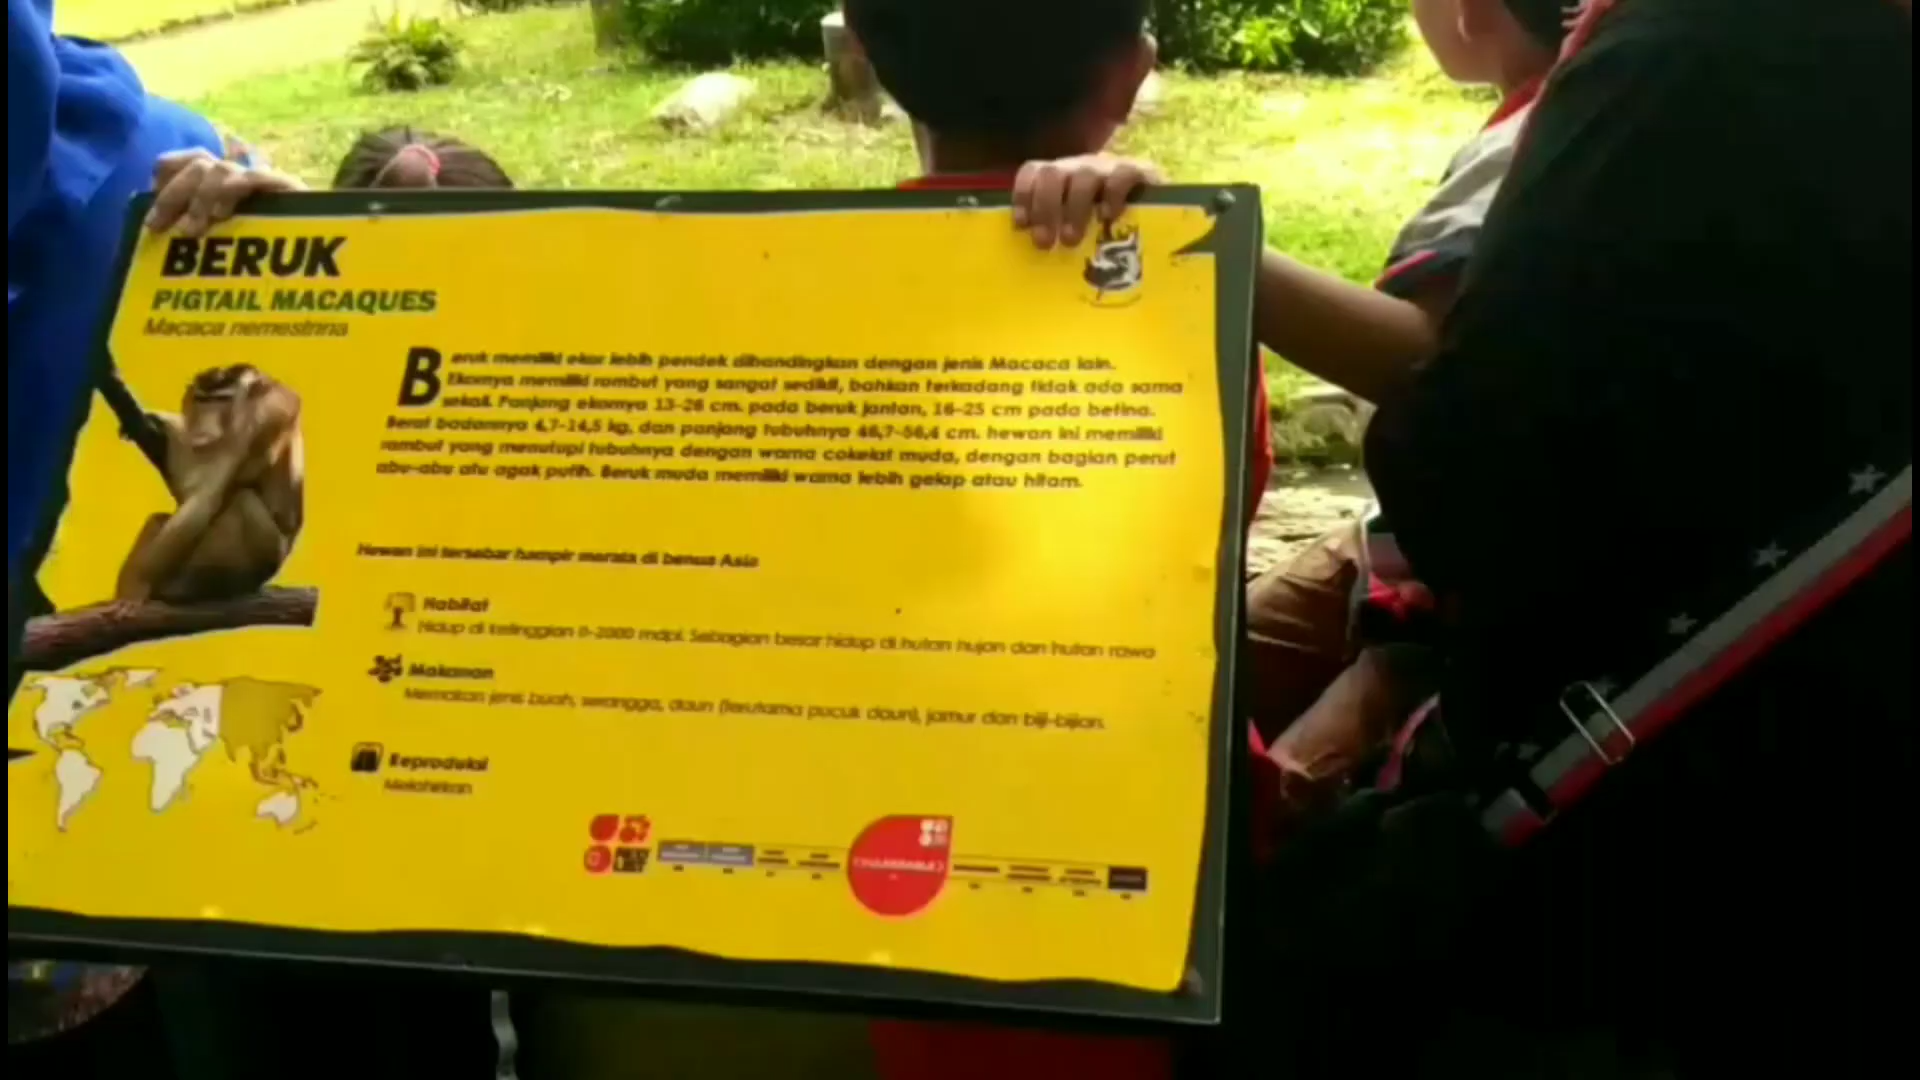 BERUK
PIGTAIL MACAQUES
Macaca nemestrina
Beruk memiliki ekor lebih pendek dibandingkan dengan jenis Macaca lain.
Ekornya memiliki rambut yang sangat sedikit, bahkan terkadang tidak ada sama
sekali. Panjang ekornya 13-26 cm. pada beruk jantan, 16-25 cm pada betina.
Berat badannya 4,7-14,5 kg, dan panjang tubuhnya 46,7-56,4 cm. hewan ini memiliki
rambut yang menutupi tubuhnya dengan warna cokelat muda, dengan bagian perut
abu-abu atu agak putih. Beruk muda memiliki warna lebih gelap atau hitam.
Hewan ini tersebar hampir merata di benua Asia
Habitat
Hidup di ketinggian 0-2000 mdpl. Sebagian besar hidup di hutan hujan dan hutan rawa
Makanan
Memakan jenis buah, serangga, daun (terutama pucuk daun), jamur dan biji-bijian.
Reproduksi
Melahirkan
RED
LIST
VULNERABLE